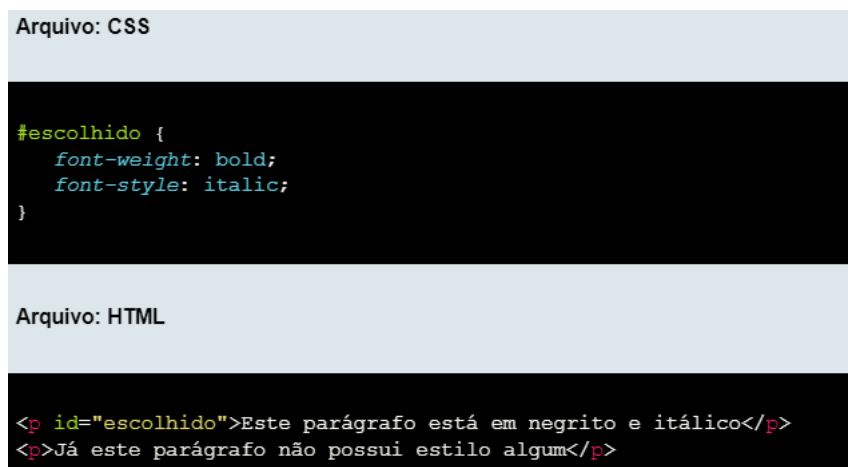 Arquivo: CSS
#escolhido {
font-weight: bold;
font-style: italic;
}
Arquivo: HTML
<p id="escolhido">Este parágrafo está em negrito e itálico</p>
<p>Já este parágrafo não possui estilo algum</p>